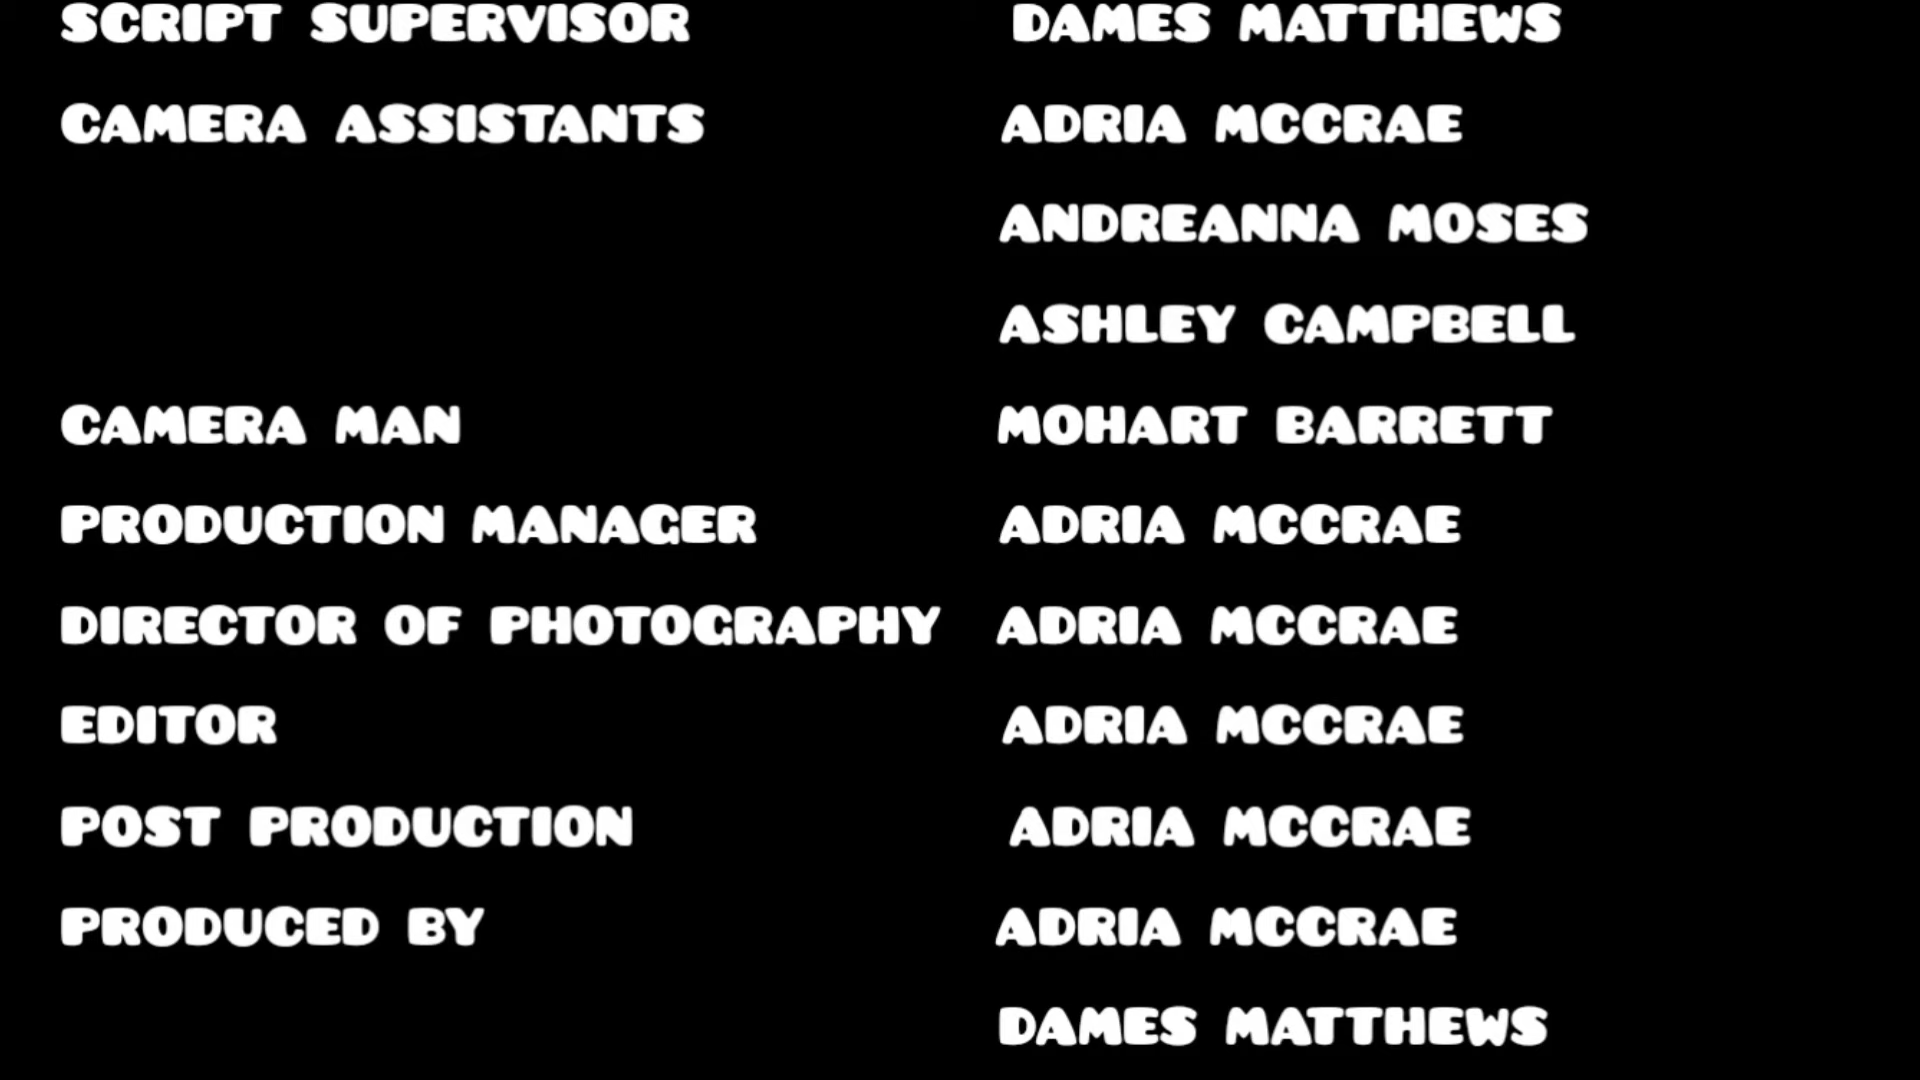 SCRIPT SUPERVISOR DAMES MATTHEWS
CAMERA ASSISTANTS ADRIA MCCRAE
ANDREANNA MOSES
ASHLEY CAMPBELL
CAMERA MAN MOHART BARRETT
PRODUCTION MANAGER ADRIA MCCRAE
DIRECTOR OF PHOTOGRAPHY ADRIA MCCRAE
EDITOR ADRIA MCCRAE
POST PRODUCTION ADRIA MCCRAE
PRODUCED BY ADRIA MCCRAE
DAMES MATTHEWS